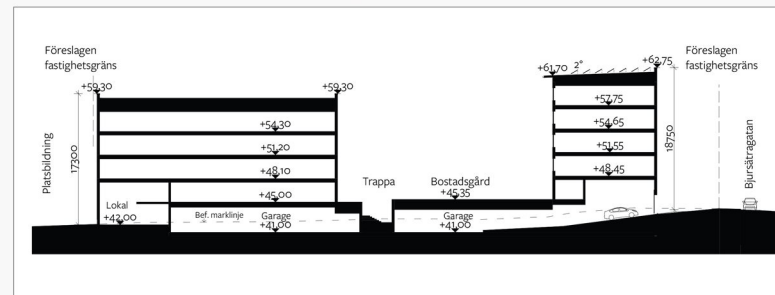 Föreslagen
fastighetsgräns
+59.30
+59.30
+54.30
+51.20
+48.10
+45.00
17300
Platsbildning
Lokal
+42.00
Bef. marklinje
Garage
+41.00
Trappa
Bostadsgård
+45.35
Garage
+41.00
+61.70
2°
+62.75
+57.75
+54.65
+51.55
+48.45
18750
Föreslagen
fastighetsgräns
Bjursätragatan